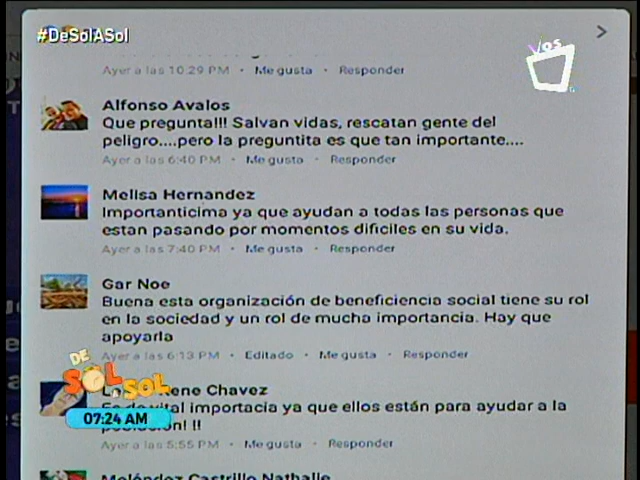 #DeSolASol
>
VOS
Ayer a las 10:29 PM · Me gusta · Responder
Alfonso Avalos
Que pregunta!!! Salvan vidas, rescatan gente del
peligro....pero la preguntita es que tan importante....
Ayer a las 6:40 PM · Me gusta · Responder
Melisa Hernandez
Importanticima ya que ayudan a todas las personas que
estan pasando por momentos dificiles en su vida.
Ayer a las 7:40 PM · Me gusta · Responder
Gar Noe
Buena esta organización de beneficiencia social tiene su rol
en la sociedad y un rol de mucha importancia. Hay que
apoyarla
Ayer a las 6:13 PM · Editado · Me gusta · Responder
DE
SOL
A SOL
07:24 AM
Rene Chavez
vital importacia ya que ellos están para ayudar a la
! !!
Ayer a las 5:55 PM · Me gusta · Responder
Meléndez Castrillo Nathalie